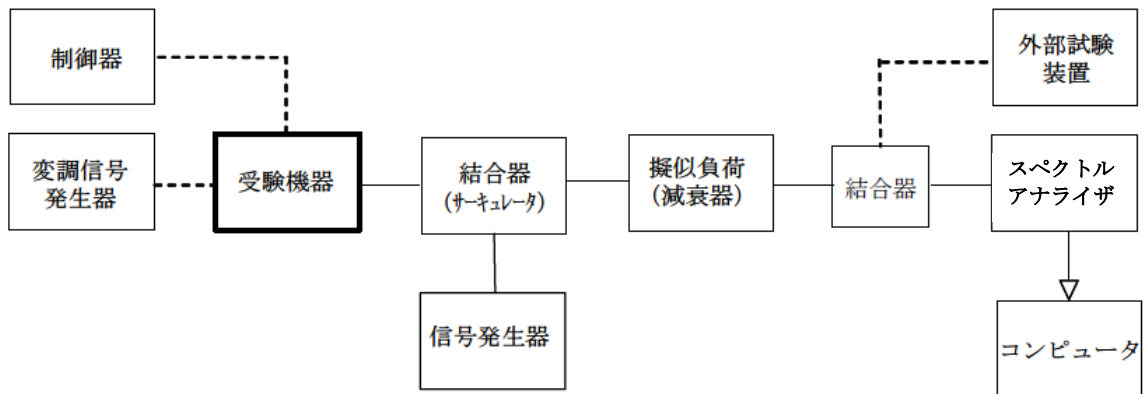 制御器
外部試験
装置
変調信号
発生器
受験機器
結合器
(サーキュレータ)
擬似負荷
(減衰器)
結合器
スペクトル
アナライザ
信号発生器
コンピュータ